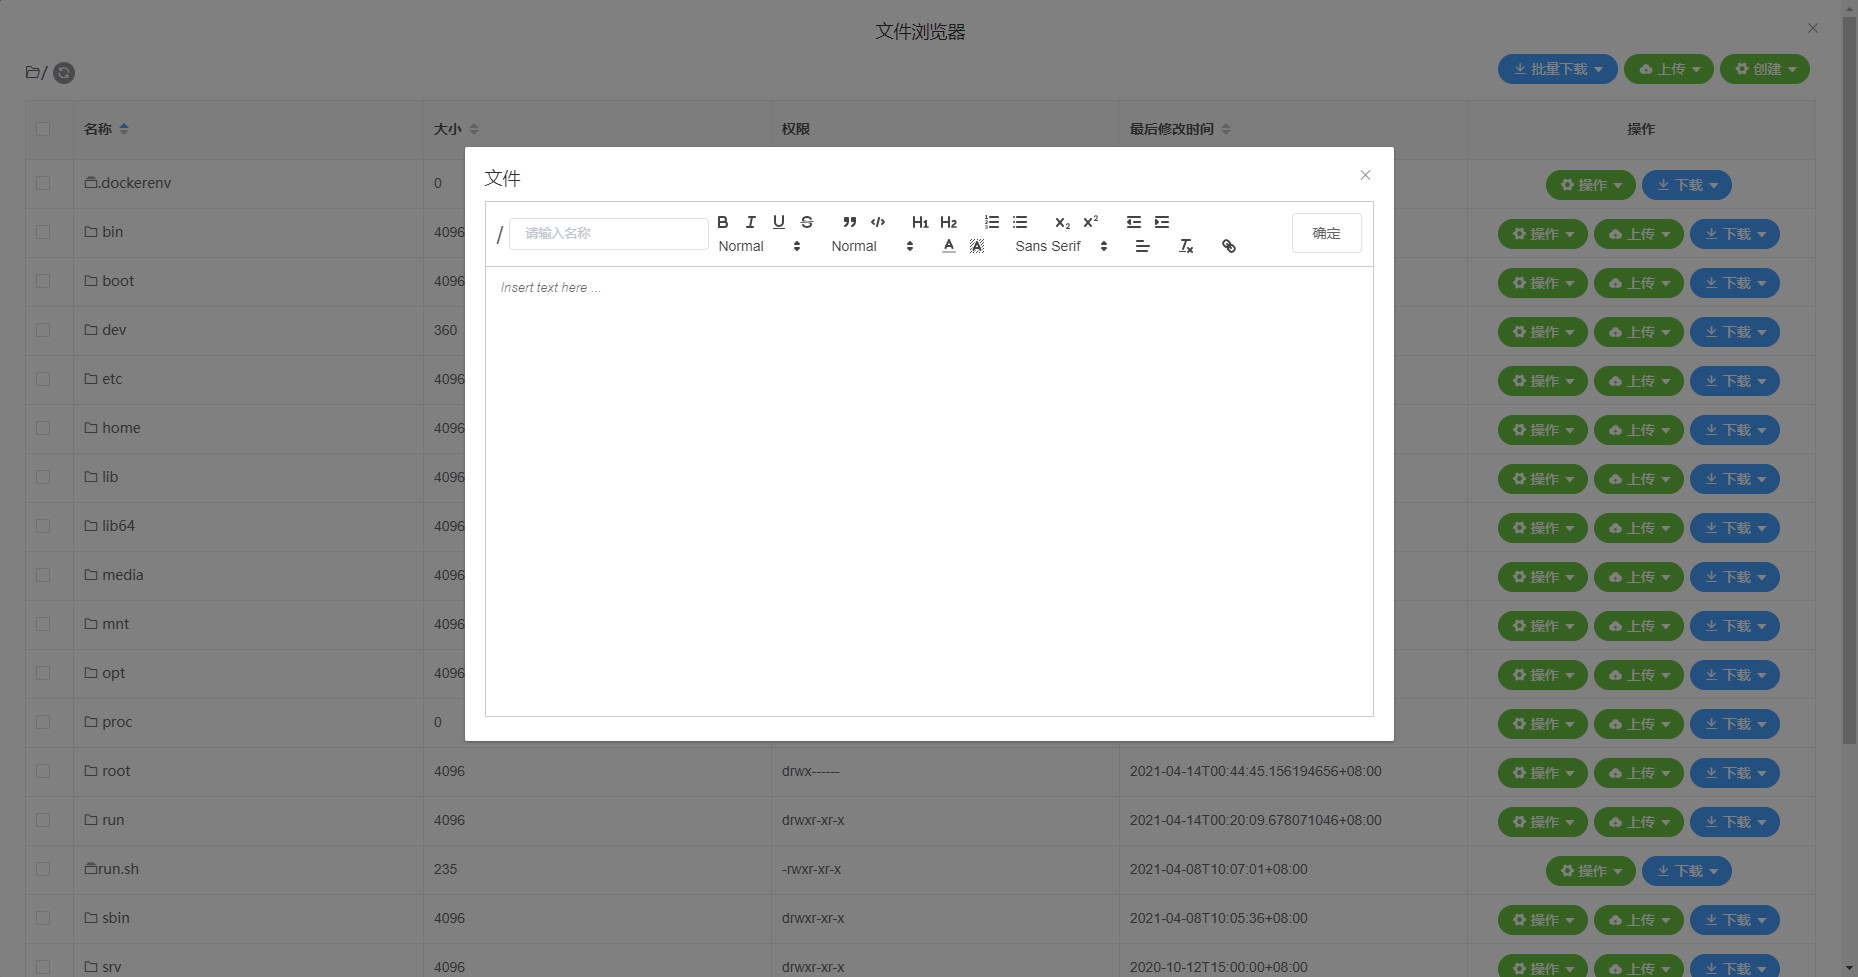 文件浏览器
/
批量下载 上传 创建
名称 大小 权限 最后修改时间 操作
.dockerenv 0 操作 下载
bin 4096 操作 上传 下载
boot 4096 操作 上传 下载
dev 360 操作 上传 下载
etc 4096 操作 上传 下载
home 4096 操作 上传 下载
lib 4096 操作 上传 下载
lib64 4096 操作 上传 下载
media 4096 操作 上传 下载
mnt 4096 操作 上传 下载
opt 4096 操作 上传 下载
proc 0 操作 上传 下载
root 4096 drwx------ 2021-04-14T00:44:45.156194656+08:00 操作 上传 下载
run 4096 drwxr-xr-x 2021-04-14T00:20:09.678071046+08:00 操作 上传 下载
run.sh 235 -rwxr-xr-x 2021-04-08T10:07:01+08:00 操作 下载
sbin 4096 drwxr-xr-x 2021-04-08T10:05:36+08:00 操作 上传 下载
srv 4096 drwxr-xr-x 2020-10-12T15:00:00+08:00 操作 上传 下载
文件
/ 请输入名称 B I U S H1 H2 X2 X2 确定
Normal Normal A A Sans Serif Tx
Insert text here ...